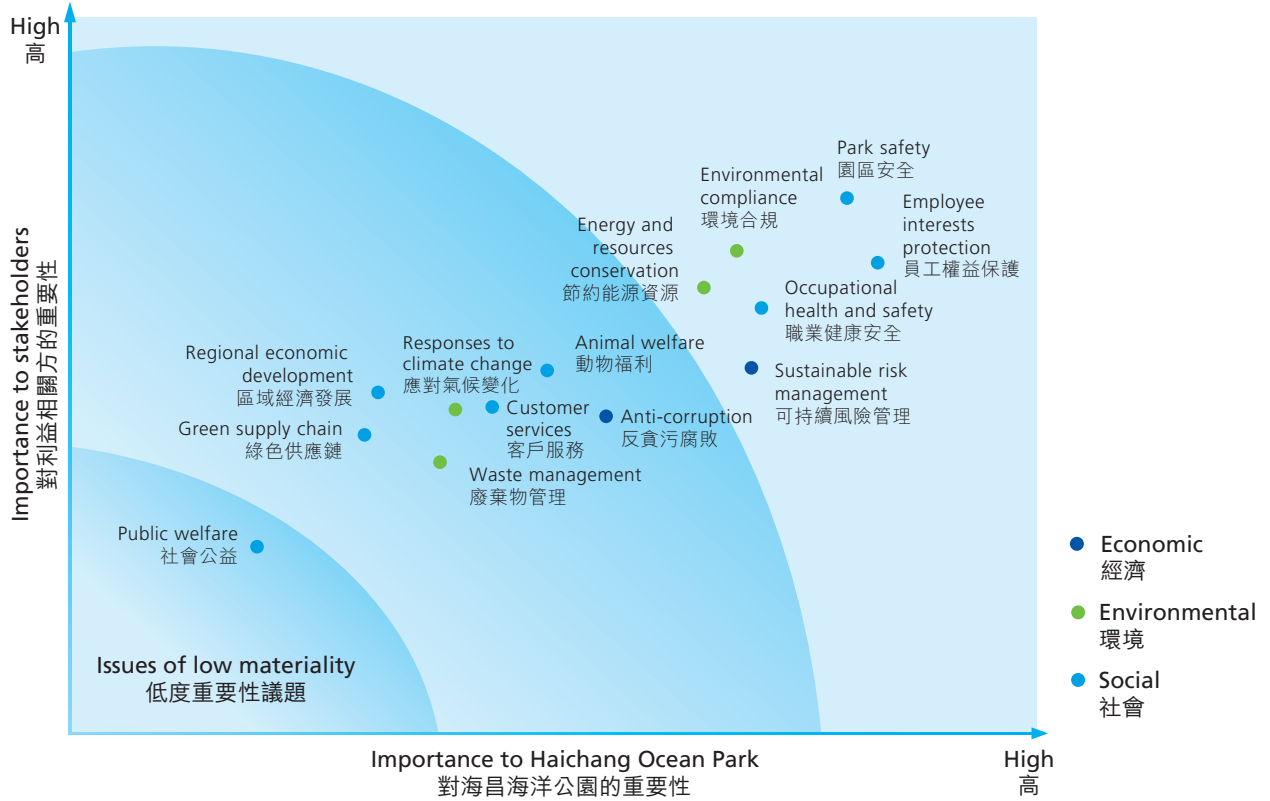 High
高
Importance to stakeholders
對利益相關方的重要性
Park safety
園區安全
Environmental
compliance
環境合規
Employee
interests
protection
員工權益保護
Energy and
resources
conservation
節約能源資源
Occupational
health and safety
職業健康安全
Animal welfare
動物福利
Responses to
climate change
應對氣候變化
Regional economic
development
區域經濟發展
Sustainable risk
management
可持續風險管理
Customer
services
客戶服務
Anti-corruption
反貪污腐敗
Green supply chain
綠色供應鏈
Waste management
廢棄物管理
Public welfare
社會公益
Issues of low materiality
低度重要性議題
Economic
經濟
Environmental
環境
Social
社會
Importance to Haichang Ocean Park
對海昌海洋公園的重要性
High
高